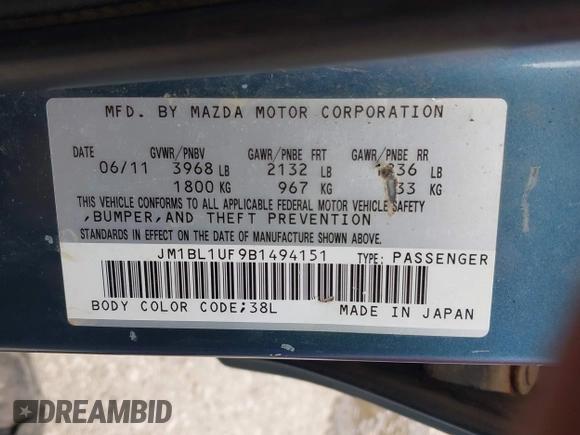 MFD. BY MAZDA MOTOR CORPORATION
DATE GVWR/PNBV GAWR/PNBE FRT GAWR/PNBE RR
06/11 3968 LB 2132 LB LB
1800 KG 967 KG KG
THIS VEHICLE CONFORMS TO ALL APPLICABLE FEDERAL MOTOR VEHICLE SAFETY
,BUMPER,AND THEFT PREVENTION
STANDARDS IN EFFECT ON THE DATE OF MANUFACTURE SHOWN ABOVE.
JM1BL1UF9B1494151 TYPE: PASSENGER
BODY COLOR CODE;38L MADE IN JAPAN
DREAMBID